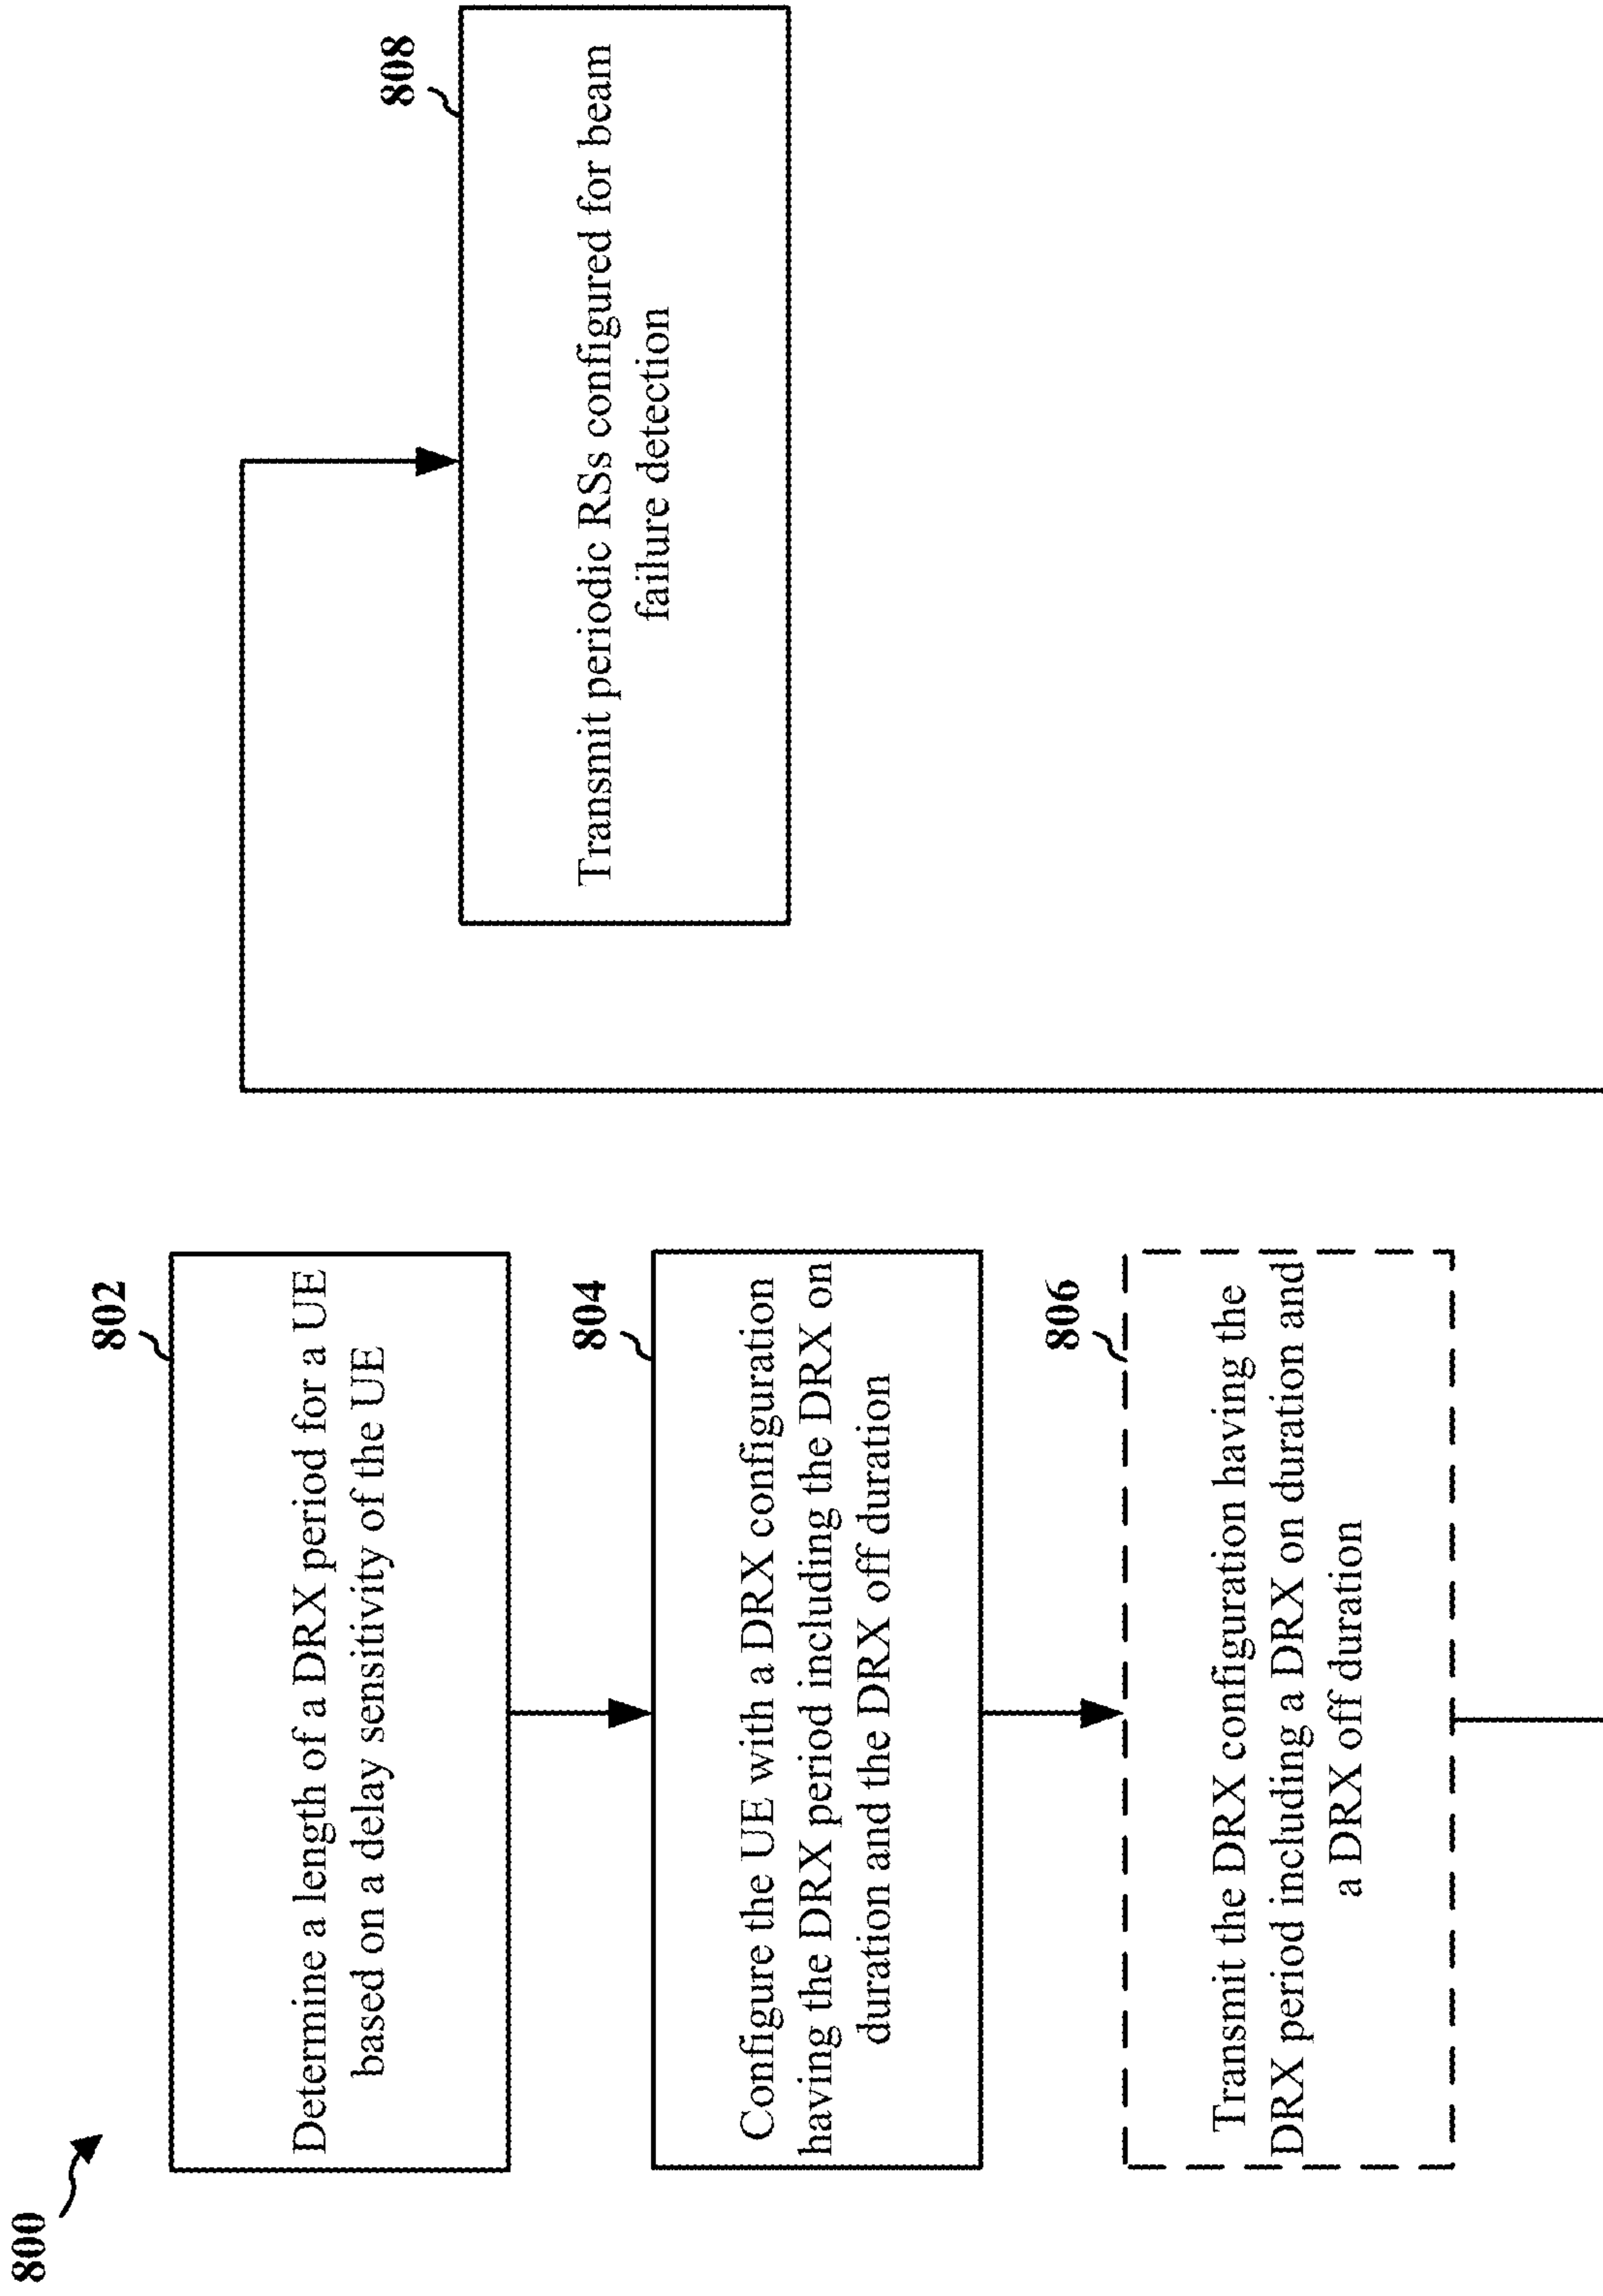 800
802
Determine a length of a DRX period for a UE
based on a delay sensitivity of the UE
804
Configure the UE with a DRX configuration
having the DRX period including the DRX on
duration and the DRX off duration
806
Transmit the DRX configuration having the
DRX period including a DRX on duration and
a DRX off duration
808
Transmit periodic RSs configured for beam
failure detection